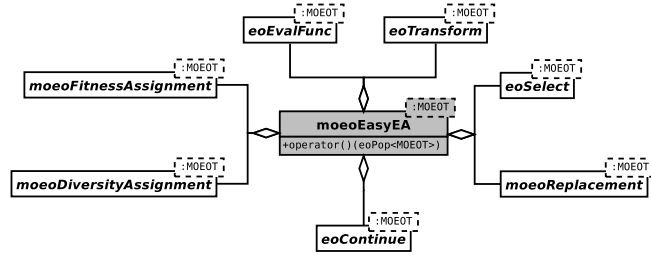 :MOEOT
eoEvalFunc
:MOEOT
eoTransform
:MOEOT
moeoFitnessAssignment
:MOEOT
eoSelect
:MOEOT
moeoEasyEA
+operator()(eoPop<MOEOT>)
:MOEOT
moeoDiversityAssignment
:MOEOT
moeoReplacement
:MOEOT
eoContinue